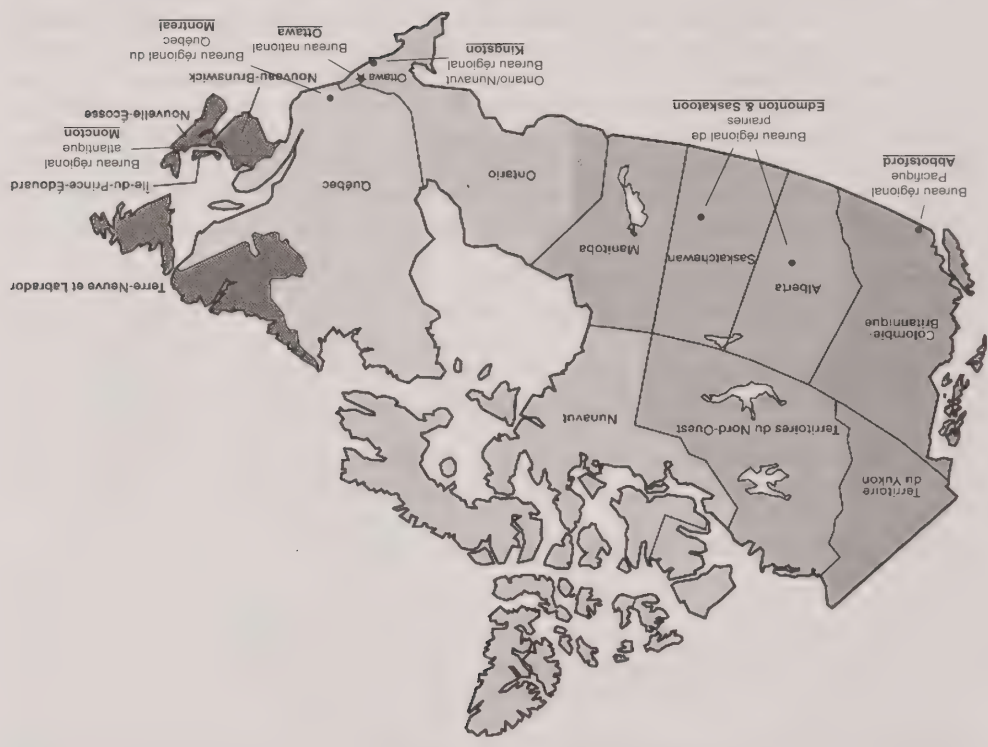 Territoire
du Yukon
Territoires du Nord-Ouest
Nunavut
Colombie-
Britannique
Alberta
Saskatchewan
Manitoba
Ontario
Québec
Terre-Neuve et Labrador
Île-du-Prince-Édouard
Bureau régional
atlantique
Moncton
Nouvelle-Écosse
Nouveau-Brunswick
Bureau régional du
Québec
Montreal
Bureau national
Ottawa
Ottawa
Ontario/Nunavut
Bureau régional
Kingston
Bureau régional de
prairies
Edmonton & Saskatoon
Bureau régional
Pacifique
Abbotsford